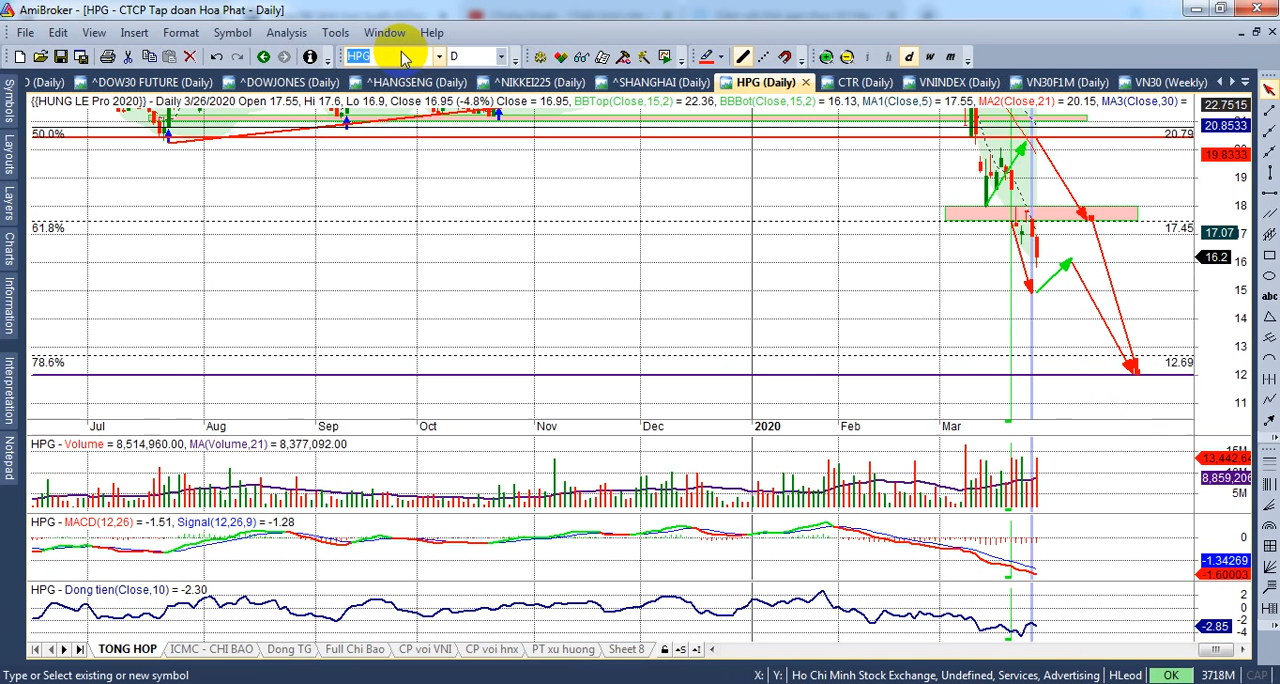 AmiBroker - [HPG - CTCP Tap doan Hoa Phat - Daily]
File Edit View Insert Format Symbol Analysis Tools Window Help
HPG D i h d w m
) (Daily) ^DOW30 FUTURE (Daily) ^DOWJONES (Daily) ^HANGSENG (Daily) ^NIKKEI225 (Daily) ^SHANGHAI (Daily) HPG (Daily) CTR (Daily) VNINDEX (Daily) VN30F1M (Daily) VN30 (Weekly)
{{HUNG LE Pro 2020}} - Daily 3/26/2020 Open 17.55, Hi 17.6, Lo 16.9, Close 16.95 (-4.8%) Close = 16.95, BBTop(Close,15,2) = 22.36, BBBot(Close,15,2) = 16.13, MA1(Close,5) = 17.55, MA2(Close,21) = 20.15, MA3(Close,30) =
22.7515
20.8533
50.0% 20.79
19.8333
19
18
61.8% 17.45
17.07 17
16.2 16
15
14
13
78.6% 12.69
12
11
Jul Aug Sep Oct Nov Dec 2020 Feb Mar
HPG - Volume = 8,514,960.00, MA(Volume,21) = 8,377,092.00
13,442,64
8,859,206
5M
HPG - MACD(12,26) = -1.51, Signal(12,26,9) = -1.28
0
-1.34269
-1.60003
HPG - Dong tien(Close,10) = -2.30
2
0
-2.85
-4
TONG HOP ICMC - CHI BAO Dong TG Full Chi Bao CP voi VNI CP voi hnx PT xu huong Sheet 8
Type or Select existing or new symbol X: Y: Ho Chi Minh Stock Exchange, Undefined, Services, Advertising HLeod OK 3718M CAP
Symbols
Layouts
Layers
Charts
Information
Interpretation
Notepad
abc